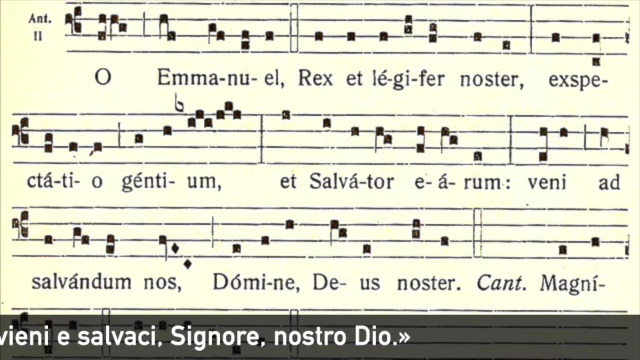 Ant.
II
O Emma-nu- el, Rex et lé-gi-fer noster, exspe-
ctá-ti- o génti- um, et Salvá-tor e-á- rum: veni ad
salvándum nos, Dómi-ne, De- us noster. Cant. Magní-
vieni e salvaci, Signore, nostro Dio.»